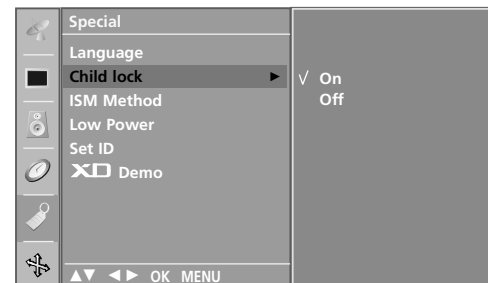 Special
Language
Child lock ► √ On
ISM Method Off
Low Power
Set ID
XD Demo
▲▼ ◄► OK MENU